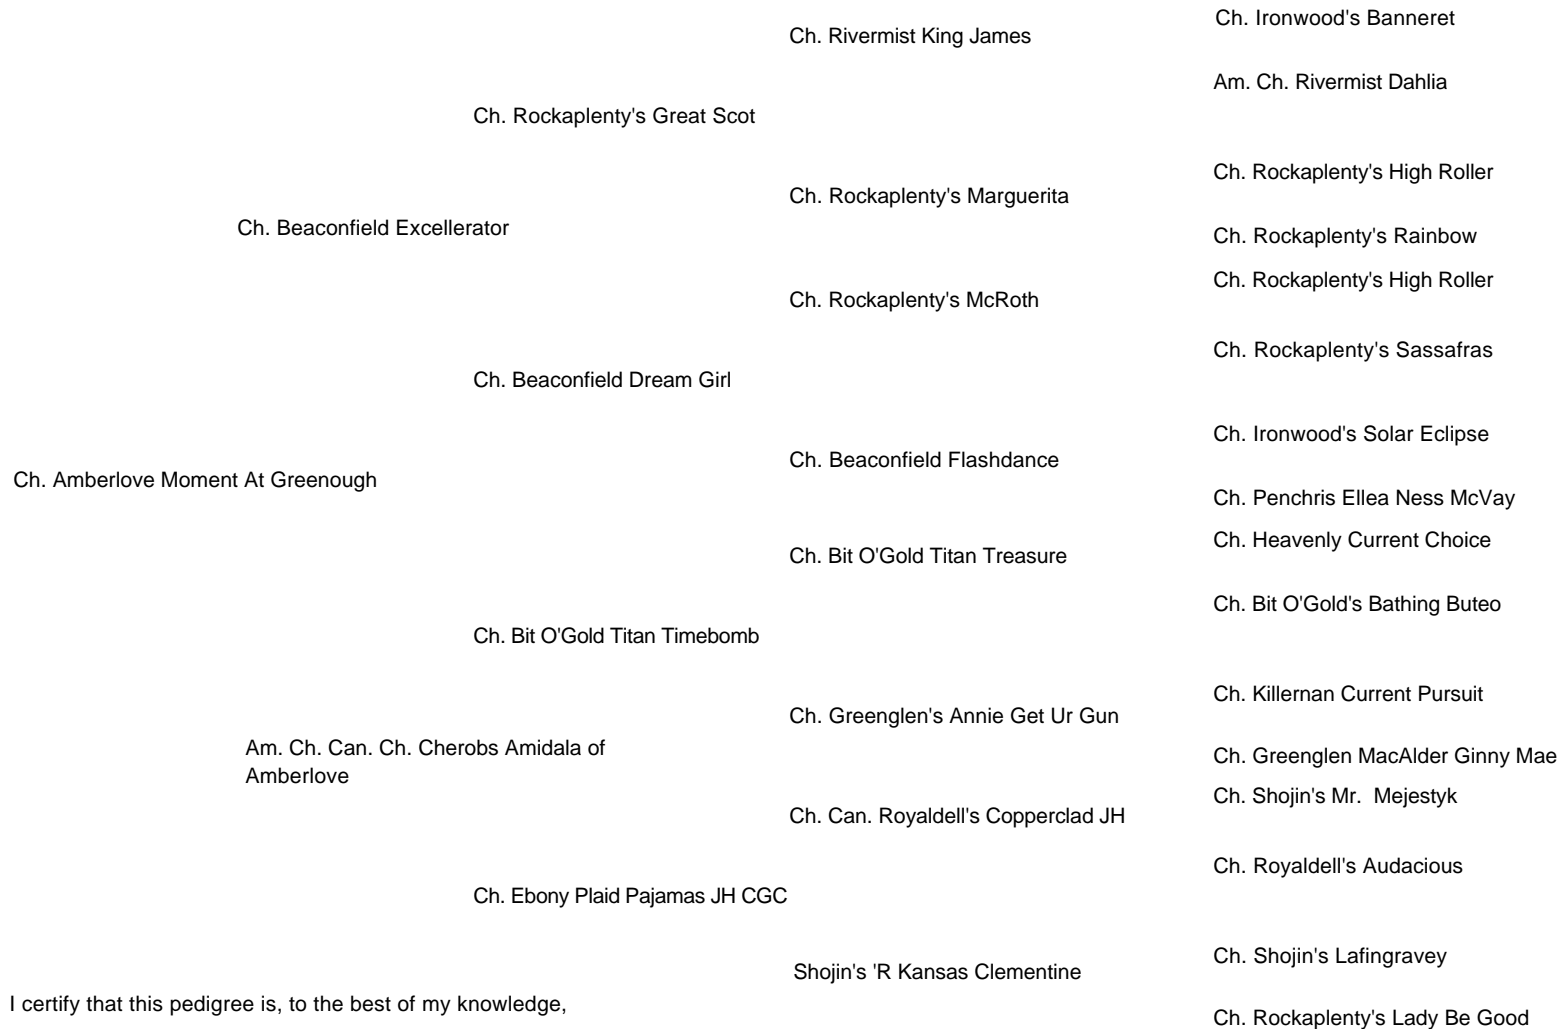 Ch. Ironwood's Banneret
Ch. Rivermist King James
Am. Ch. Rivermist Dahlia
Ch. Rockaplenty's Great Scot
Ch. Rockaplenty's High Roller
Ch. Rockaplenty's Marguerita
Ch. Beaconfield Excellerator
Ch. Rockaplenty's Rainbow
Ch. Rockaplenty's High Roller
Ch. Rockaplenty's McRoth
Ch. Rockaplenty's Sassafras
Ch. Beaconfield Dream Girl
Ch. Ironwood's Solar Eclipse
Ch. Beaconfield Flashdance
Ch. Amberlove Moment At Greenough
Ch. Penchris Ellea Ness McVay
Ch. Heavenly Current Choice
Ch. Bit O'Gold Titan Treasure
Ch. Bit O'Gold's Bathing Buteo
Ch. Bit O'Gold Titan Timebomb
Ch. Killernan Current Pursuit
Ch. Greenglen's Annie Get Ur Gun
Am. Ch. Can. Ch. Cherobs Amidala of
Amberlove
Ch. Greenglen MacAlder Ginny Mae
Ch. Shojin's Mr.  Mejestyk
Ch. Can. Royaldell's Copperclad JH
Ch. Royaldell's Audacious
Ch. Ebony Plaid Pajamas JH CGC
Ch. Shojin's Lafingravey
Shojin's 'R Kansas Clementine
I certify that this pedigree is, to the best of my knowledge,
Ch. Rockaplenty's Lady Be Good